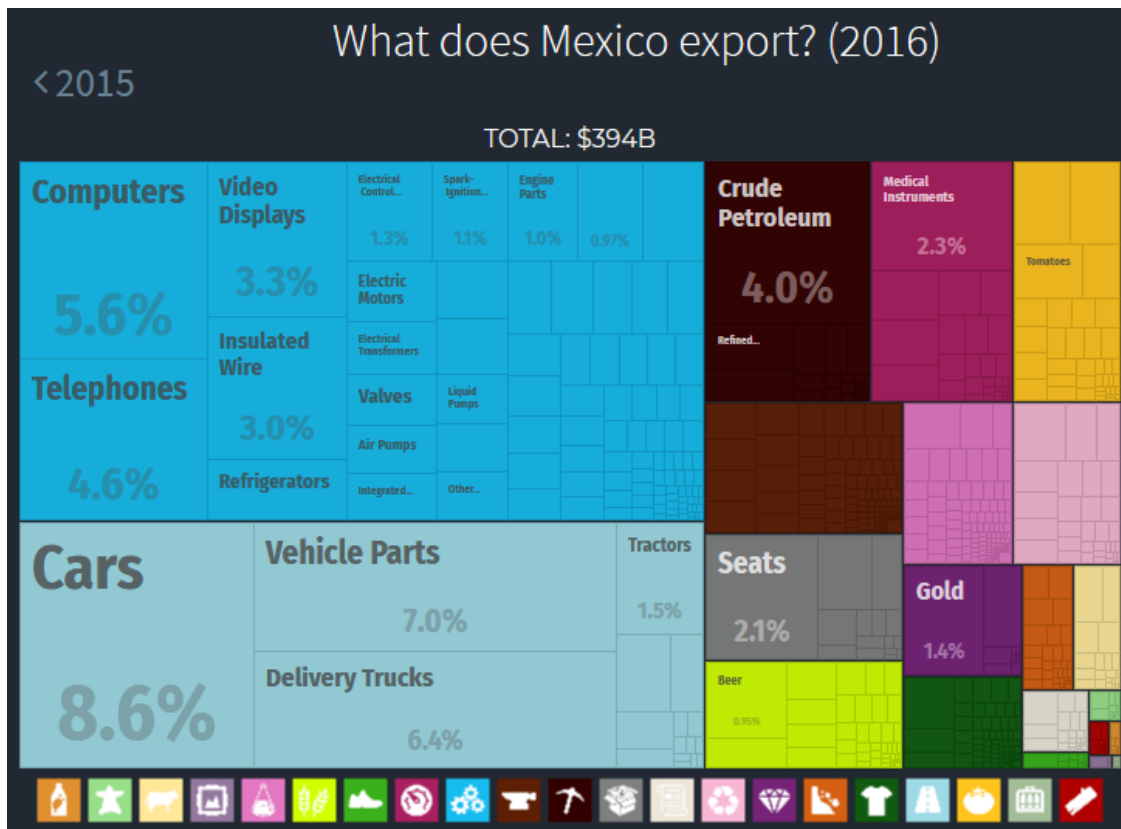 What does Mexico export? (2016)
<2015
TOTAL: $394B
Computers
5.6%
Telephones
4.6%
Video
Displays
3.3%
Insulated
Wire
3.0%
Refrigerators
Electrical
Control...
1.3%
Spark-
Ignition...
1.1%
Engine
Parts
1.0%
0.97%
Electric
Motors
Electrical
Transformers
Valves
Liquid
Pumps
Air Pumps
Integrated...
Other...
Cars
8.6%
Vehicle Parts
7.0%
Delivery Trucks
6.4%
Tractors
1.5%
Crude
Petroleum
4.0%
Refined...
Medical
Instruments
2.3%
Tomatoes
Seats
2.1%
Gold
1.4%
Beer
0.95%